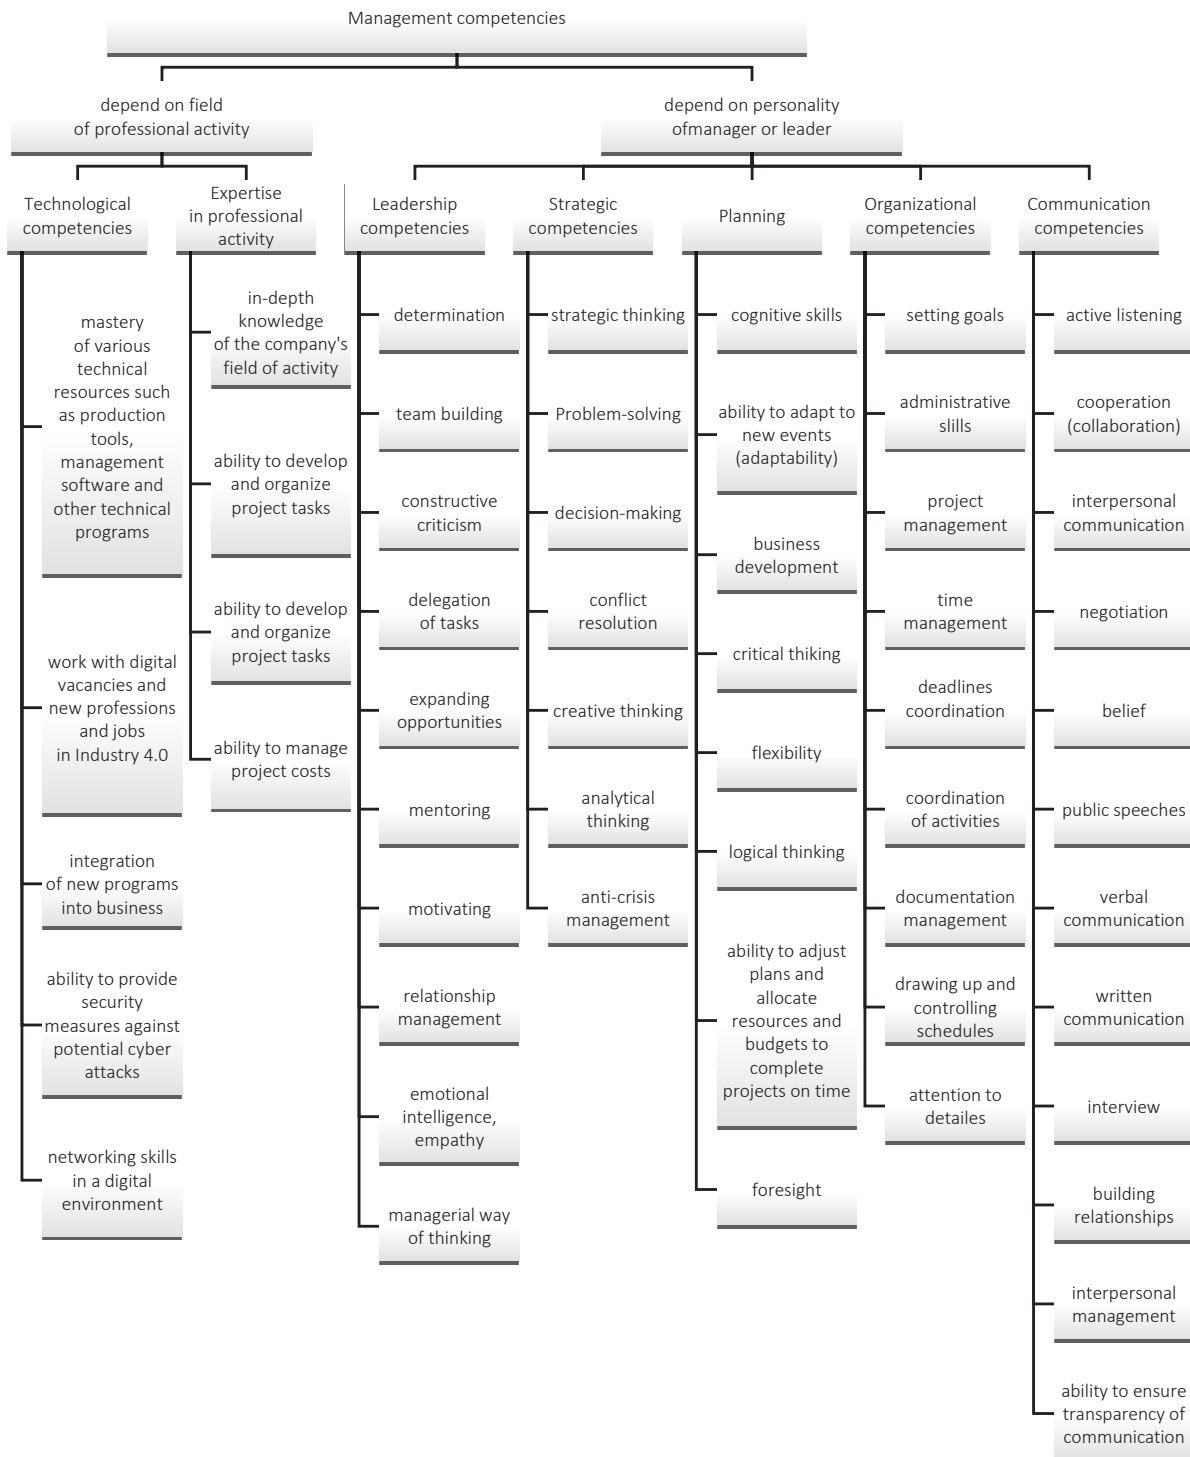 Management competencies
depend on field
of professional activity
depend on personality
ofmanager or leader
Technological
competencies
Expertise
in professional
activity
Leadership
competencies
Strategic
competencies
Planning
Organizational
competencies
Communication
competencies
mastery
of various
technical
resources such
as production
tools,
management
software and
other technical
programs
work with digital
vacancies and
new professions
and jobs
in Industry 4.0
integration
of new programs
into business
ability to provide
security
measures against
potential cyber
attacks
networking skills
in a digital
environment
in-depth
knowledge
of the company's
field of activity
ability to develop
and organize
project tasks
ability to develop
and organize
project tasks
ability to manage
project costs
determination
team building
constructive
criticism
delegation
of tasks
expanding
opportunities
mentoring
motivating
relationship
management
emotional
intelligence,
empathy
managerial way
of thinking
strategic thinking
Problem-solving
decision-making
conflict
resolution
creative thinking
analytical
thinking
anti-crisis
management
cognitive skills
ability to adapt to
new events
(adaptability)
business
development
critical thiking
flexibility
logical thinking
ability to adjust
plans and
allocate
resources and
budgets to
complete
projects on time
foresight
setting goals
administrative
slills
project
management
time
management
deadlines
coordination
coordination
of activities
documentation
management
drawing up and
controlling
schedules
attention to
detailes
active listening
cooperation
(collaboration)
interpersonal
communication
negotiation
belief
public speeches
verbal
communication
written
communication
interview
building
relationships
interpersonal
management
ability to ensure
transparency of
communication